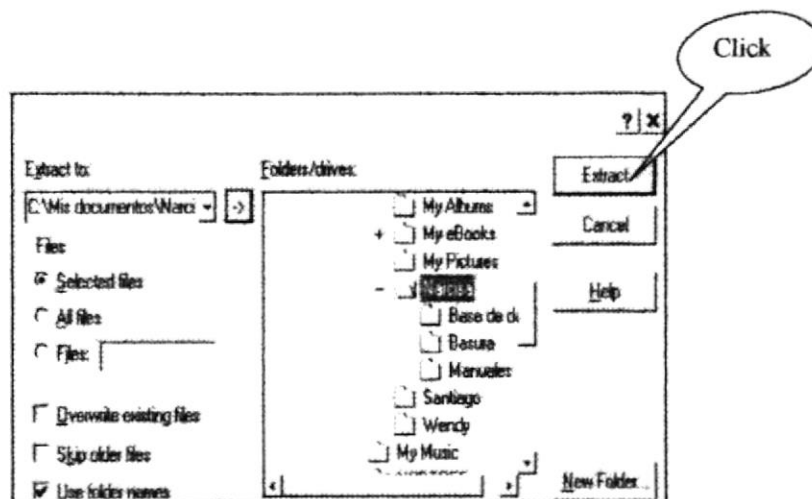 Click
? x
Extract to:
C:\Mis documentos\Narci
->
Files
Selected files
All files
Files:
Overwrite existing files
Skip older files
Use folder names
Folders/drives:
My Albums
+ My eBooks
My Pictures
-
Base de d
Basura
Manuales
Santiago
Wendy
My Music
Extract
Cancel
Help
New Folder...